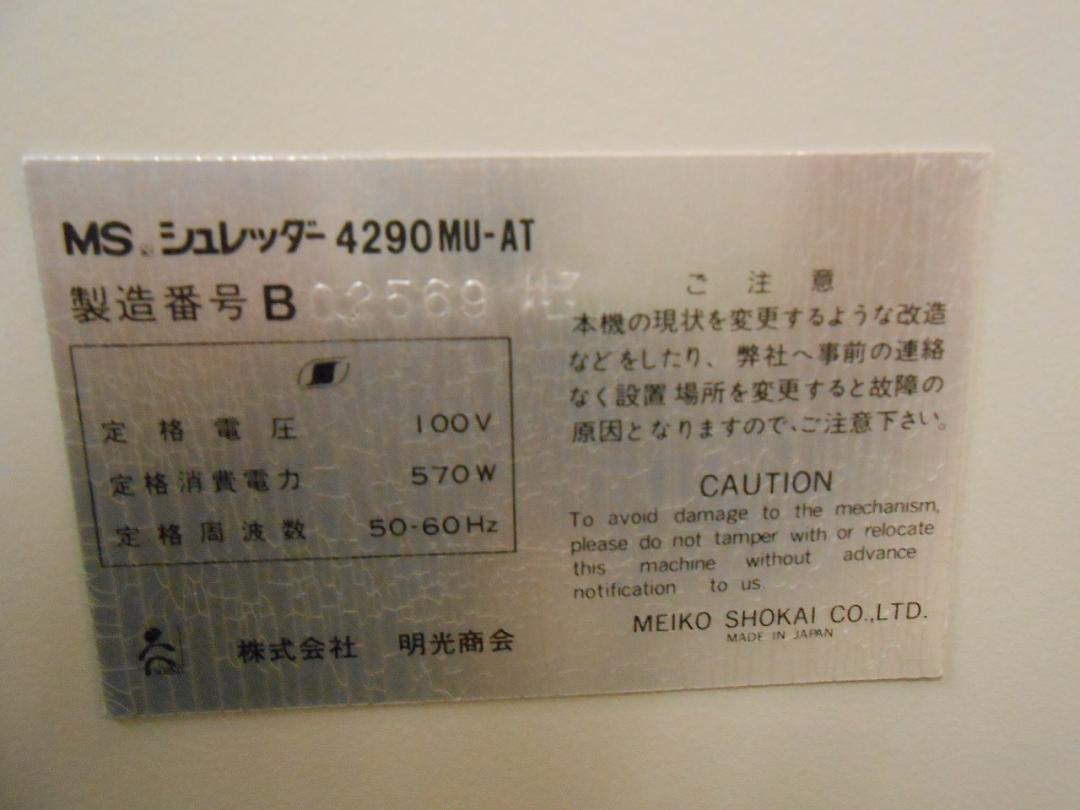 MS シュレッダー 4290MU-AT
製造番号 B 02569
定格電圧 100V
定格消費電力 570W
定格周波数 50-60Hz
株式会社 明光商会
ご注意
本機の現状を変更するような改造
などをしたり、弊社へ事前の連絡
なく設置場所を変更すると故障の
原因となりますので、ご注意下さい。
CAUTION
To avoid damage to the mechanism,
please do not tamper with or relocate
this machine without advance
notification to us.
MEIKO SHOKAI CO.,LTD.
MADE IN JAPAN